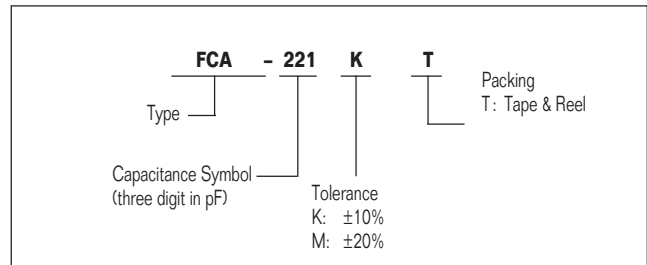 FCA - 221 K T
Packing
T: Tape & Reel
Type
Capacitance Symbol
(three digit in pF)
Tolerance
K: ±10%
M: ±20%